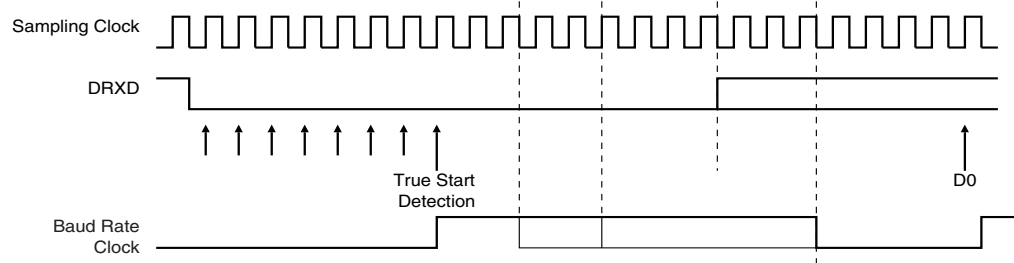 Sampling Clock
DRXD
True Start
Detection
D0
Baud Rate
Clock